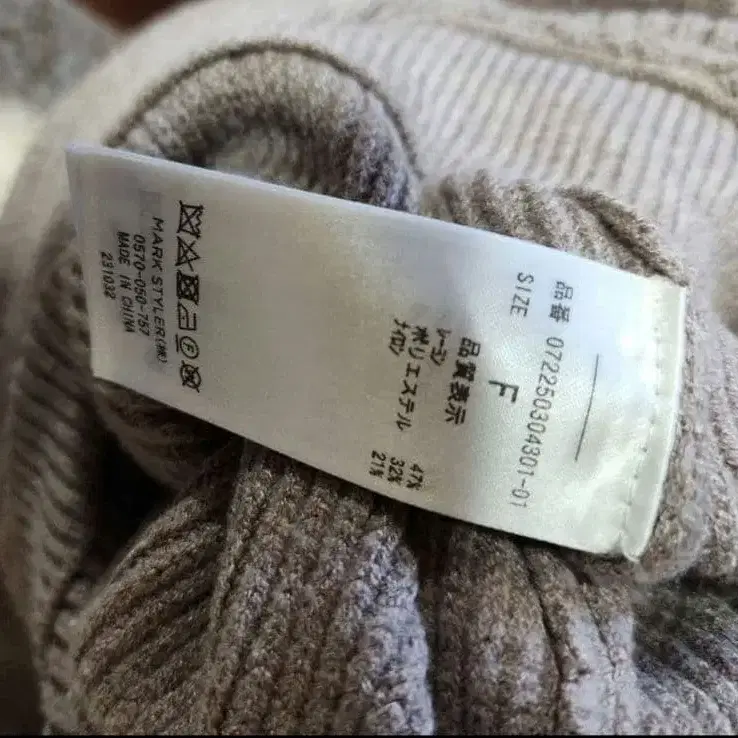 品番 072250304301-01
SIZE F
品質表示
レーヨン 47%
ポリエステル 32%
ナイロン 21%
MARK STYLER(株)
0570-050-757
MADE IN CHINA
231032